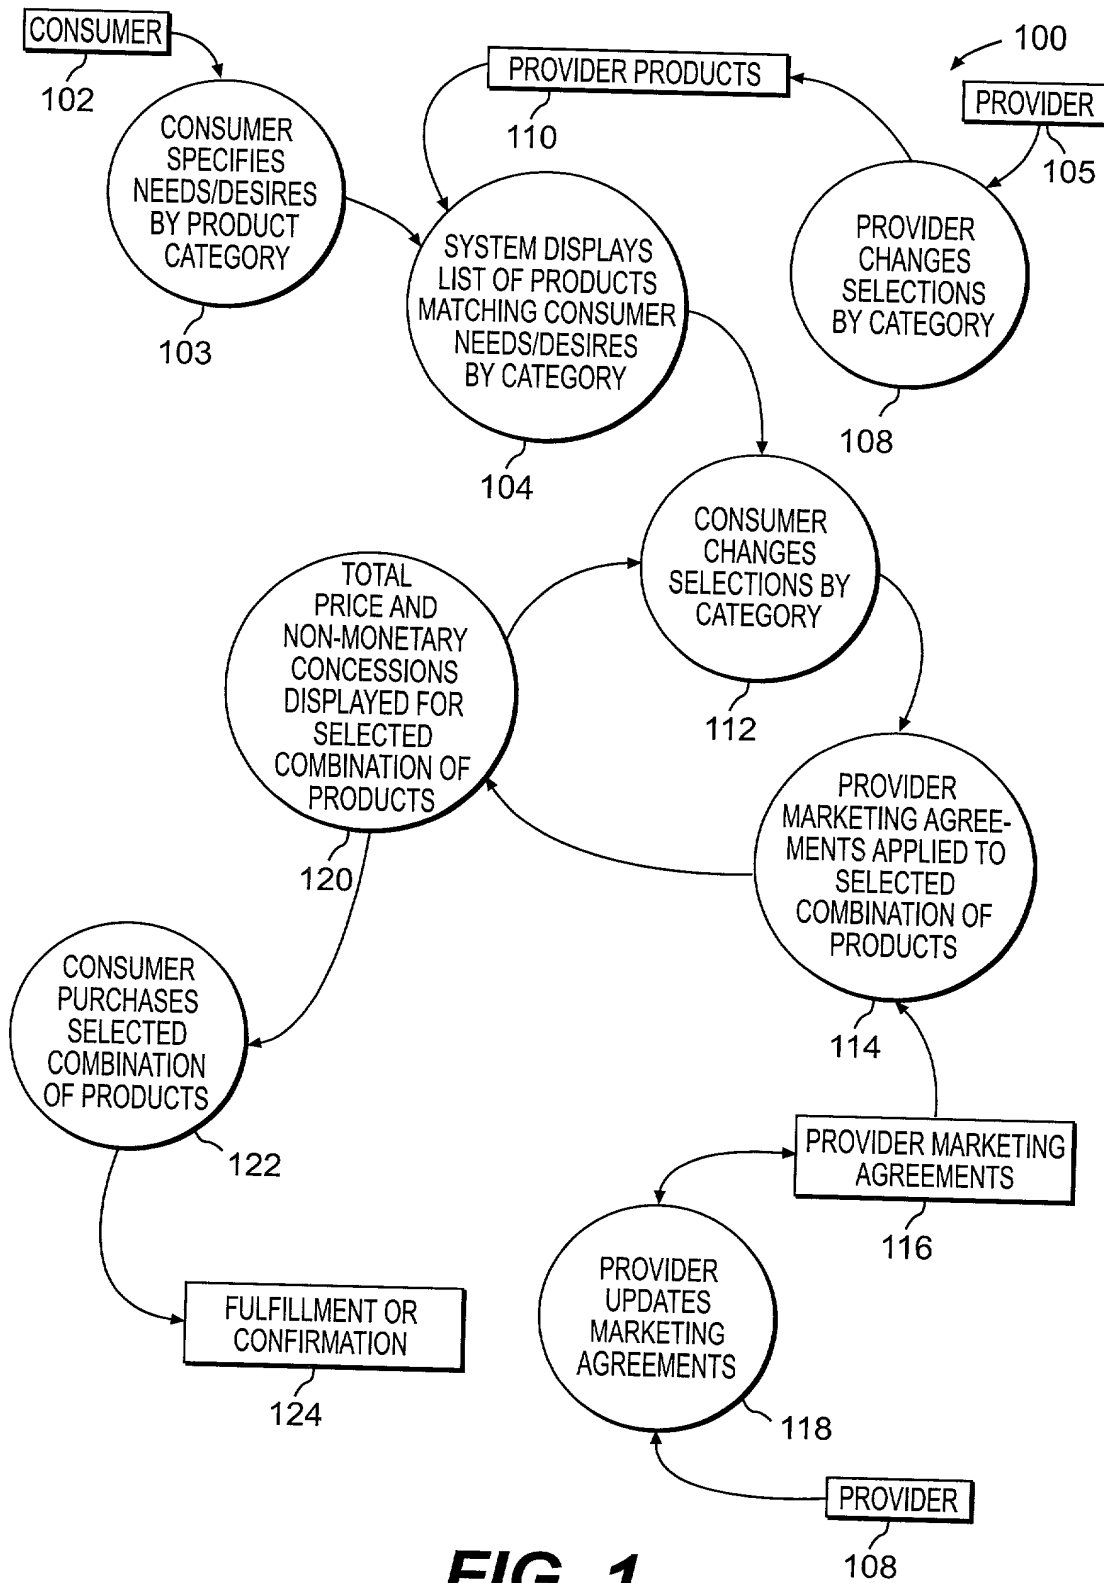 CONSUMER
102
CONSUMER
SPECIFIES
NEEDS/DESIRES
BY PRODUCT
CATEGORY
103
PROVIDER PRODUCTS
110
100
PROVIDER
105
PROVIDER
CHANGES
SELECTIONS
BY CATEGORY
108
SYSTEM DISPLAYS
LIST OF PRODUCTS
MATCHING CONSUMER
NEEDS/DESIRES
BY CATEGORY
104
CONSUMER
CHANGES
SELECTIONS BY
CATEGORY
112
TOTAL
PRICE AND
NON-MONETARY
CONCESSIONS
DISPLAYED FOR
SELECTED
COMBINATION OF
PRODUCTS
120
PROVIDER
MARKETING AGREE-
MENTS APPLIED TO
SELECTED
COMBINATION OF
PRODUCTS
114
CONSUMER
PURCHASES
SELECTED
COMBINATION
OF PRODUCTS
122
PROVIDER MARKETING
AGREEMENTS
116
PROVIDER
UPDATES
MARKETING
AGREEMENTS
118
FULFILLMENT OR
CONFIRMATION
124
PROVIDER
108
FIG. 1